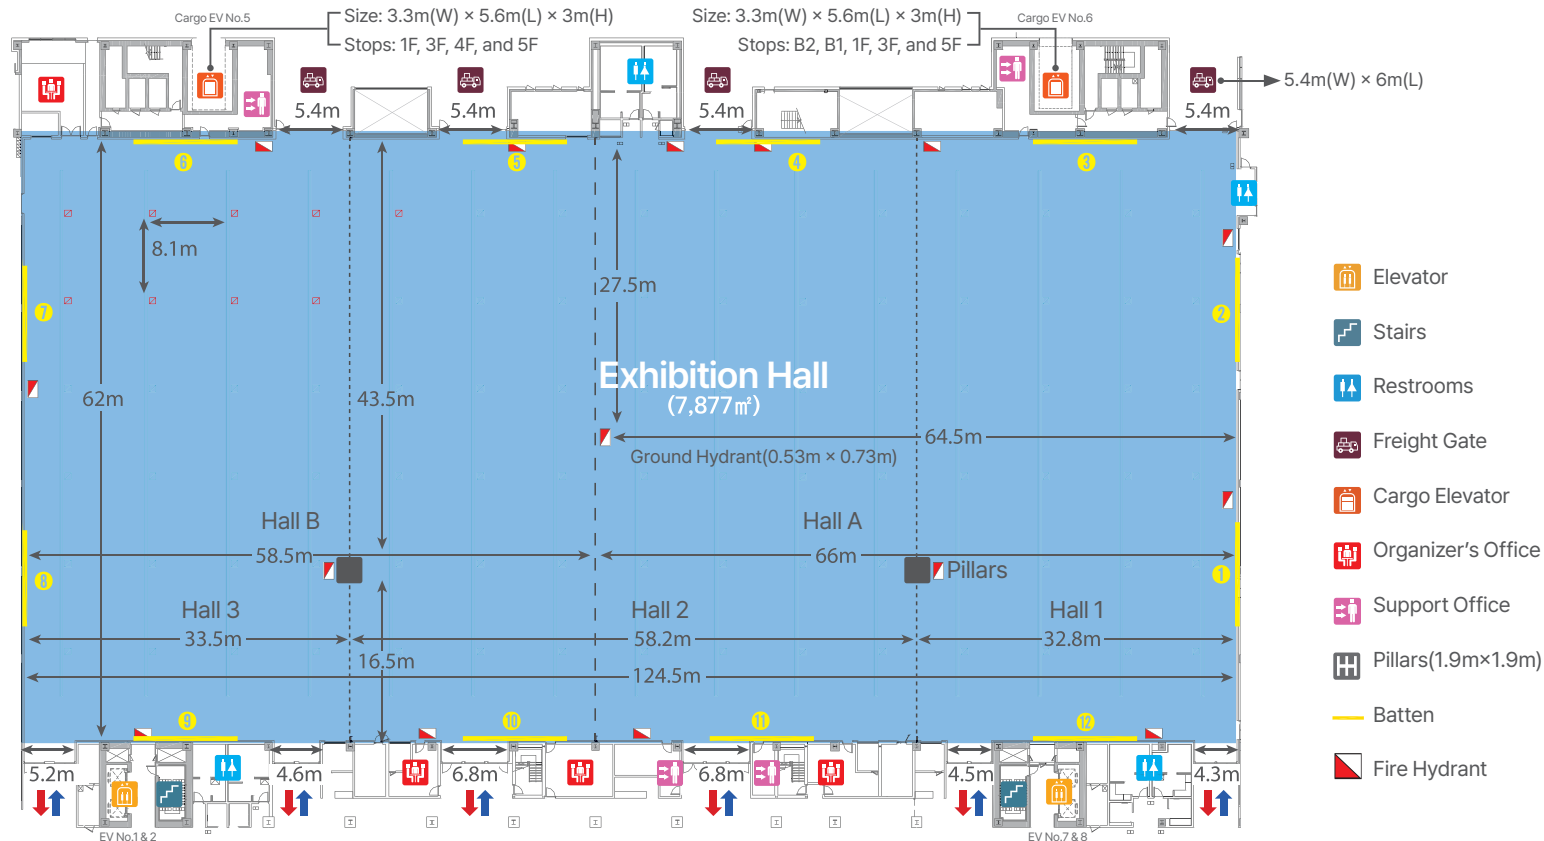 Cargo EV No.5
Size: 3.3m(W) × 5.6m(L) × 3m(H)
Stops: 1F, 3F, 4F, and 5F
Size: 3.3m(W) × 5.6m(L) × 3m(H)
Stops: B2, B1, 1F, 3F, and 5F
Cargo EV No.6
5.4m(W) × 6m(L)
5.4m
5.4m
5.4m
5.4m
6
5
4
3
8.1m
27.5m
7
2
Exhibition Hall
(7,877㎡)
62m
43.5m
64.5m
Ground Hydrant(0.53m × 0.73m)
Hall B
Hall A
58.5m
66m
8
Pillars
1
Hall 3
Hall 2
Hall 1
33.5m
58.2m
32.8m
16.5m
124.5m
9
10
11
12
5.2m
4.6m
6.8m
6.8m
4.5m
4.3m
EV No.1 & 2
EV No.7 & 8
Elevator
Stairs
Restrooms
Freight Gate
Cargo Elevator
Organizer's Office
Support Office
Pillars(1.9m×1.9m)
Batten
Fire Hydrant